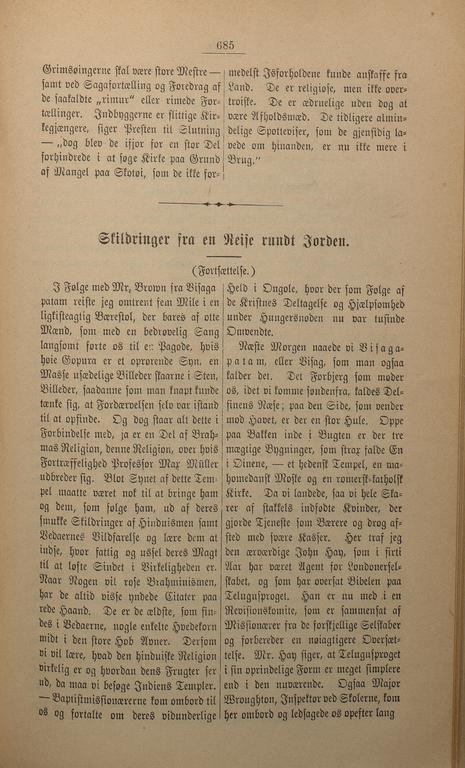 685
Grimsøingerne skal være store Mestre —
samt ved Sagafortælling og Foredrag af
de saakaldte „rimur“ eller rimede For-
tællinger. Indbyggerne er flittige Kir-
kegjængere, siger Presten til Slutning
— „dog blev de ifjor for en stor Del
forhindrede i at søge Kirke paa Grund
af Mangel paa Skotøi, som de ikke for-
medelst Isforholdene kunde anskaffe fra
Land. De er religiøse, men ikke over-
troiske. De er ædruelige uden dog at
være Afholdsmænd. De tidligere almin-
delige Spotteviser, som de gjensidig la-
vede om hinanden, er nu ikke mere i
Brug.“
Skildringer fra en Reise rundt Jorden.
(Fortsættelse.)
I Følge med Mr, Brown fra Visaga
patam reiste jeg omtrent fem Mile i en
ligkisteagtig Bærestol, der bares af otte
Mænd, som med en bedrøvelig Sang
langsomt førte os til en Pagode, hvis
høie Gopura er et oprørende Syn, en
Masse usædelige Billeder skaarne i Sten,
Billeder, saadanne som man knapt kunde
tænke sig, at Fordærvelsen selv var istand
til at opfinde. Og dog staar alt dette i
Forbindelse med, ja er en Del af Brah-
mas Religion, denne Religion, over hvis
Fortræffelighed Professor Max Müller
udbreder sig. Blot Synet af dette Tem-
pel maatte været nok til at bringe ham
og dem, som følge ham, ud af deres
smukke Skildringer af Hinduismen samt
Vedaernes Vildfarelse og lære dem at
indse, hvor fattig og ussel deres Magt
til at løfte Sindet i Virkeligheden er.
Naar Nogen vil rose Brahminismen,
har de altid visse yndede Citater paa
rede Haand. De er de ældste, som fin-
des i Vedaerne, nogle enkelte Hvedekorn
midt i den store Hob Avner. Dersom
vi vil lære, hvad den hinduiske Religion
virkelig er og hvordan dens Frugter ser
ud, da maa vi besøge Indiens Templer.
— Baptistmissionærerne kom ombord til
os og fortalte om deres vidunderlige
Held i Ongole, hvor der som Følge af
de Kristnes Deltagelse og Hjælpsomhed
under Hungersnøden nu var tusinde
Omvendte.
Næste Morgen naaede vi Visaga-
patam, eller Visag, som man ogsaa
kalder det. Det Forbjerg som møder
os, idet vi komme søndenfra, kaldes Del-
finens Næse; paa den Side, som vender
mod Havet, er der en stor Hule. Oppe
paa Bakken inde i Bugten er der tre
mægtige Bygninger, som strax falde En
i Øinene, — et hedensk Tempel, en ma-
homedansk Moske og en romersk-katholsk
Kirke. Da vi landede, saa vi hele Ska-
rer af stakkels indfødte Kvinder, der
gjorde Tjeneste som Bærere og drog af-
sted med svære Kasser. Her traf jeg
den ærværdige John Hay, som i firti
Aar har været Agent for Londonersel-
skabet, og som har oversat Bibelen paa
Telugusproget. Han er nu med i en
Revisionskomite, som er sammensat af
Missionærer fra de forskjellige Selskaber
og forbereder en nøiagtigere Oversæt-
telse. Mr. Hay siger, at Telugusproget
i sin oprindelige Form er meget simplere
end i den nuværende. Ogsaa Major
Wroughton, Inspektør ved Skolerne, kom
her ombord og ledsagede os opefter lang